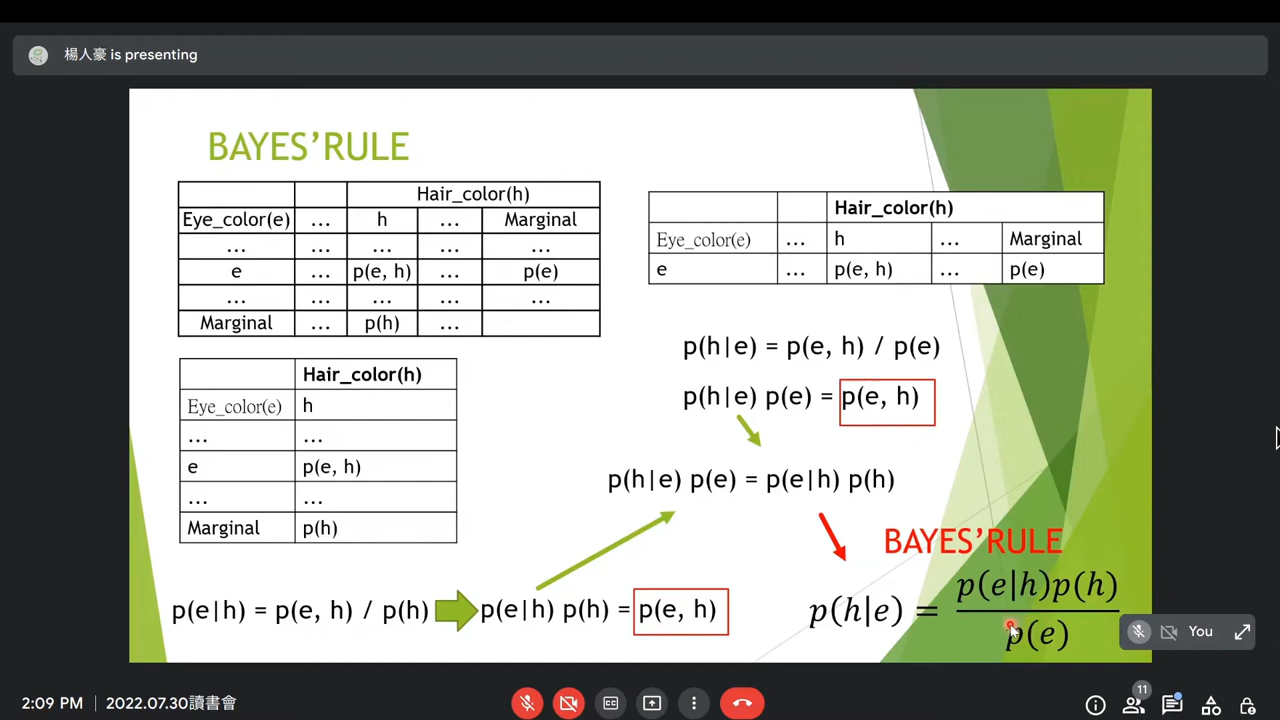 楊人豪 is presenting
BAYES’RULE
Hair_color(h)
Eye_color(e) … h … Marginal
… … … … …
e … p(e, h) … p(e)
… … … … …
Marginal … p(h) …
Hair_color(h)
Eye_color(e) … h … Marginal
e … p(e, h) … p(e)
Hair_color(h)
Eye_color(e) h
… …
e p(e, h)
… …
Marginal p(h)
p(h|e) = p(e, h) / p(e)
p(h|e) p(e) = p(e, h)
p(h|e) p(e) = p(e|h) p(h)
p(e|h) = p(e, h) / p(h) p(e|h) p(h) = p(e, h)
BAYES’RULE
p(h|e) = p(e|h)p(h) / p(e)
You
2:09 PM | 2022.07.30讀書會
11